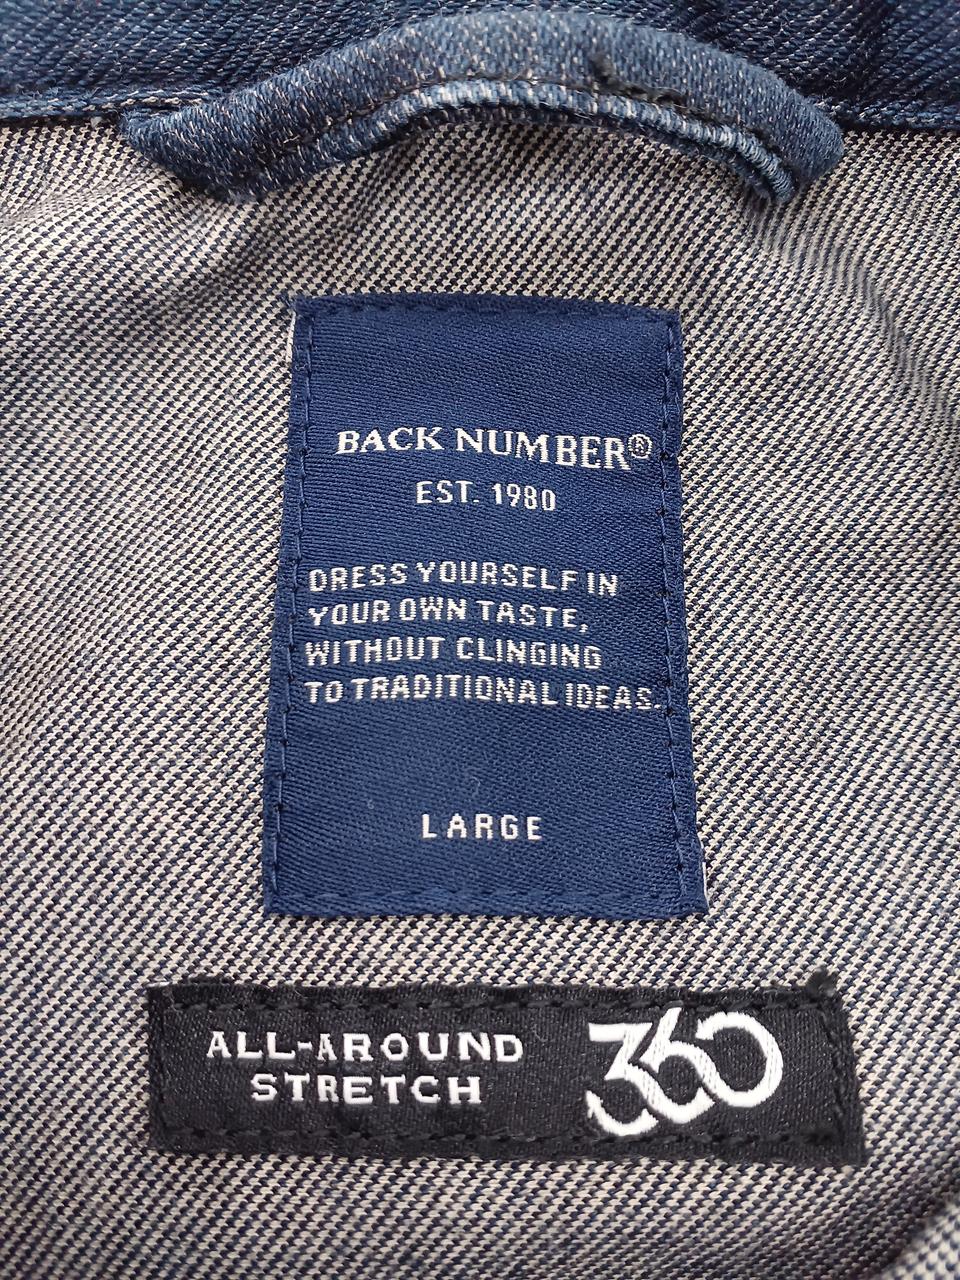 BACK NUMBER®
EST. 1980
DRESS YOURSELF IN
YOUR OWN TASTE,
WITHOUT CLINGING
TO TRADITIONAL IDEAS.
LARGE
ALL-AROUND
STRETCH
360